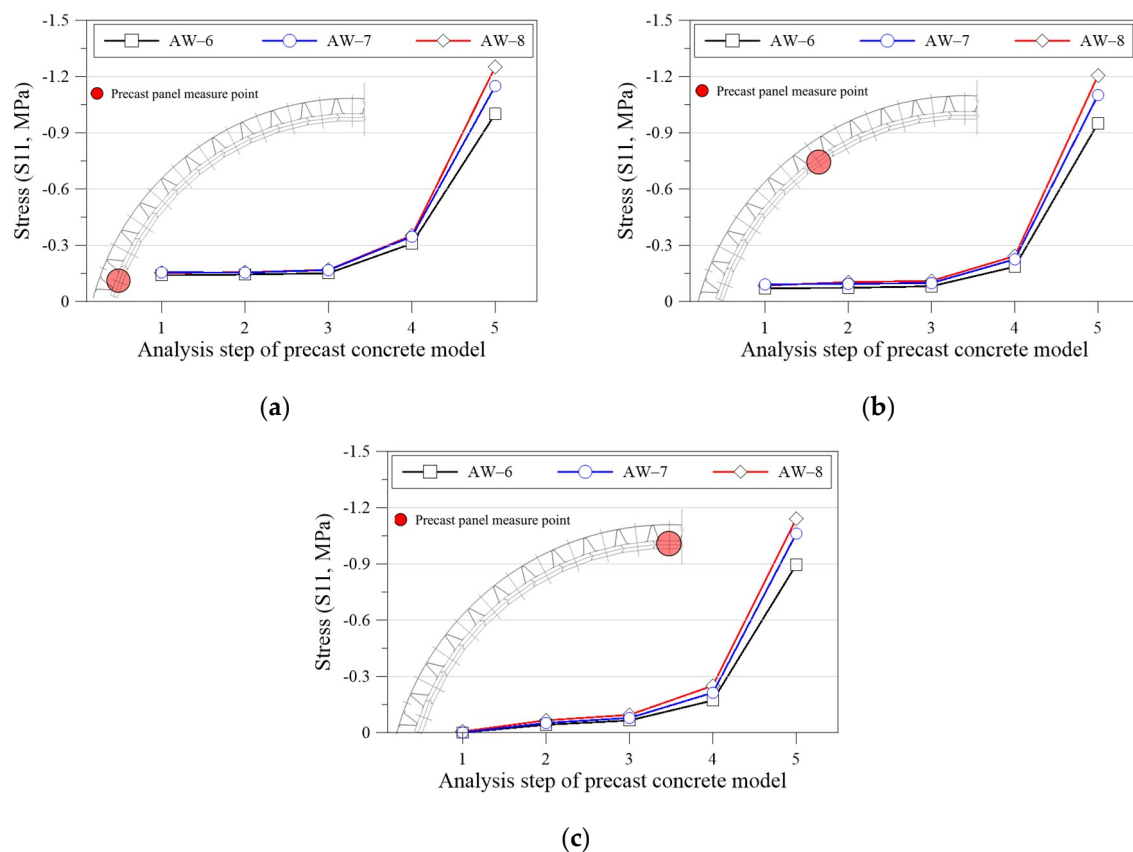 -1.5
-1.2
-0.9
-0.6
-0.3
0
Stress (S11, MPa)
AW–6 AW–7 AW–8
Precast panel measure point
1 2 3 4 5
Analysis step of precast concrete model
(a)
-1.5
-1.2
-0.9
-0.6
-0.3
0
Stress (S11, MPa)
AW–6 AW–7 AW–8
Precast panel measure point
1 2 3 4 5
Analysis step of precast concrete model
(b)
-1.5
-1.2
-0.9
-0.6
-0.3
0
Stress (S11, MPa)
AW–6 AW–7 AW–8
Precast panel measure point
1 2 3 4 5
Analysis step of precast concrete model
(c)